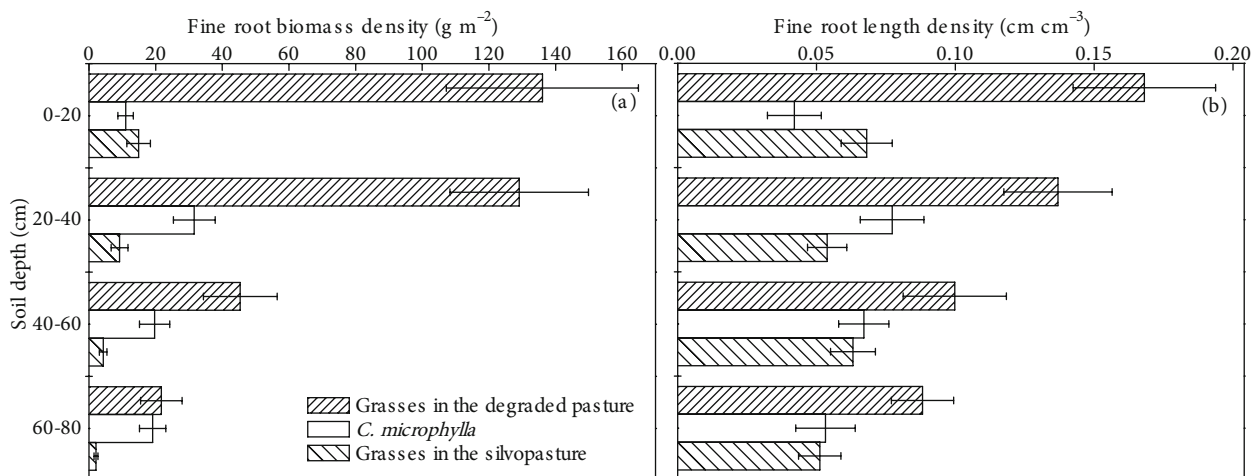 Fine root biomass density (g m⁻²)
0 20 40 60 80 100 120 140 160
Fine root length density (cm cm⁻³)
0.00 0.05 0.10 0.15 0.20
Soil depth (cm)
0-20
20-40
40-60
60-80
(a)
(b)
Grasses in the degraded pasture
C. microphylla
Grasses in the silvopasture